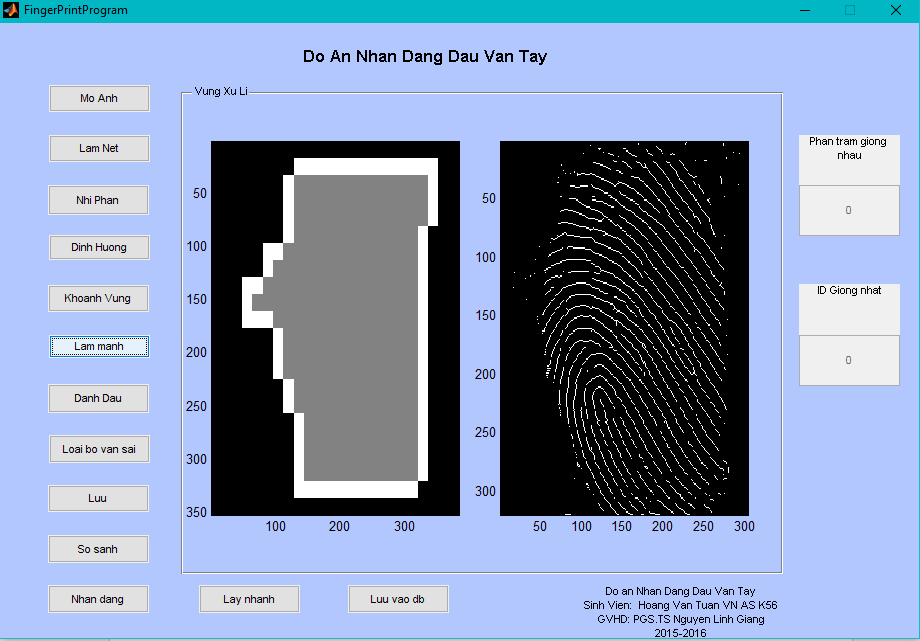 FingerPrintProgram
Do An Nhan Dang Dau Van Tay
Mo Anh
Lam Net
Nhi Phan
Dinh Huong
Khoanh Vung
Lam manh
Danh Dau
Loai bo van sai
Luu
So sanh
Nhan dang
Vung Xu Li
50
100
150
200
250
300
350
100 200 300
50
100
150
200
250
300
50 100 150 200 250 300
Phan tram giong
nhau
0
ID Giong nhat
0
Lay nhanh
Luu vao db
Do an Nhan Dang Dau Van Tay
Sinh Vien: Hoang Van Tuan VN AS K56
GVHD: PGS.TS Nguyen Linh Giang
2015-2016